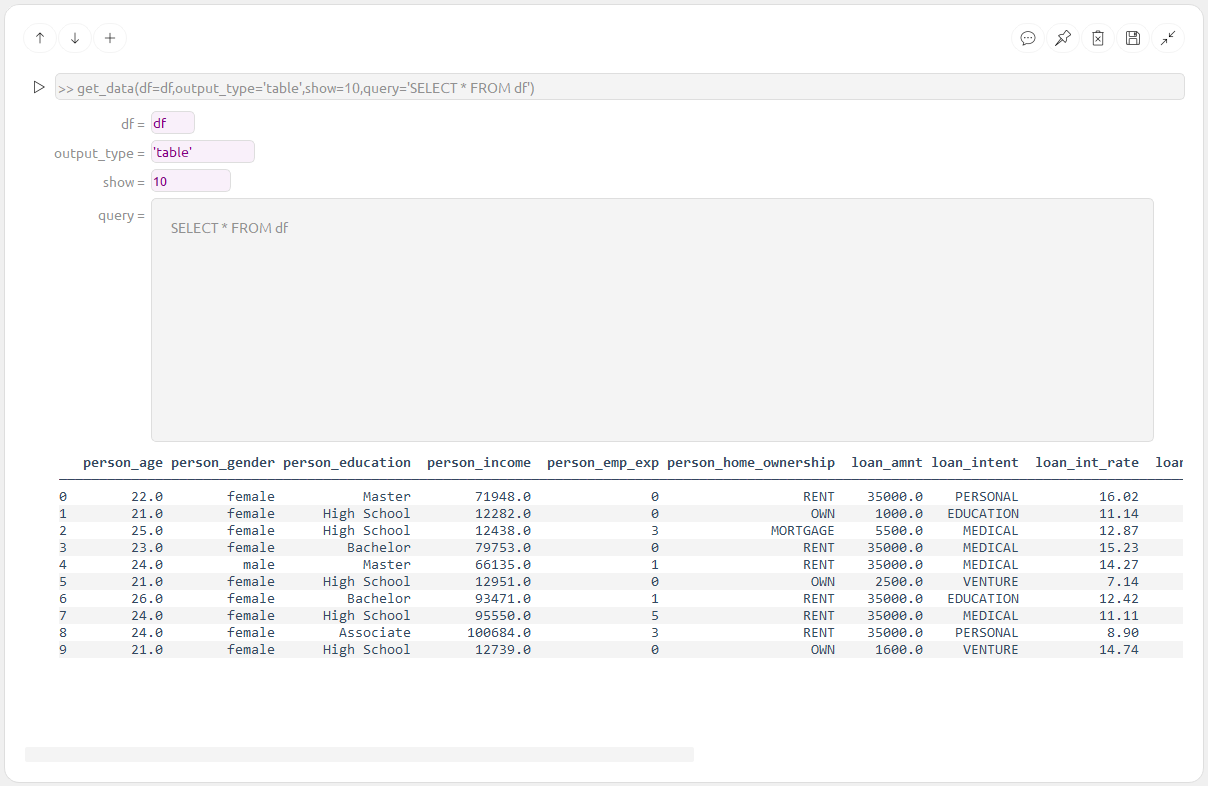 >> get_data(df=df,output_type='table',show=10,query='SELECT * FROM df')
df = df
output_type = 'table'
show = 10
query =
SELECT * FROM df
person_age person_gender person_education person_income person_emp_exp person_home_ownership loan_amnt loan_intent loan_int_rate loan
0 22.0 female Master 71948.0 0 RENT 35000.0 PERSONAL 16.02
1 21.0 female High School 12282.0 0 OWN 1000.0 EDUCATION 11.14
2 25.0 female High School 12438.0 3 MORTGAGE 5500.0 MEDICAL 12.87
3 23.0 female Bachelor 79753.0 0 RENT 35000.0 MEDICAL 15.23
4 24.0 male Master 66135.0 1 RENT 35000.0 MEDICAL 14.27
5 21.0 female High School 12951.0 0 OWN 2500.0 VENTURE 7.14
6 26.0 female Bachelor 93471.0 1 RENT 35000.0 EDUCATION 12.42
7 24.0 female High School 95550.0 5 RENT 35000.0 MEDICAL 11.11
8 24.0 female Associate 100684.0 3 RENT 35000.0 PERSONAL 8.90
9 21.0 female High School 12739.0 0 OWN 1600.0 VENTURE 14.74